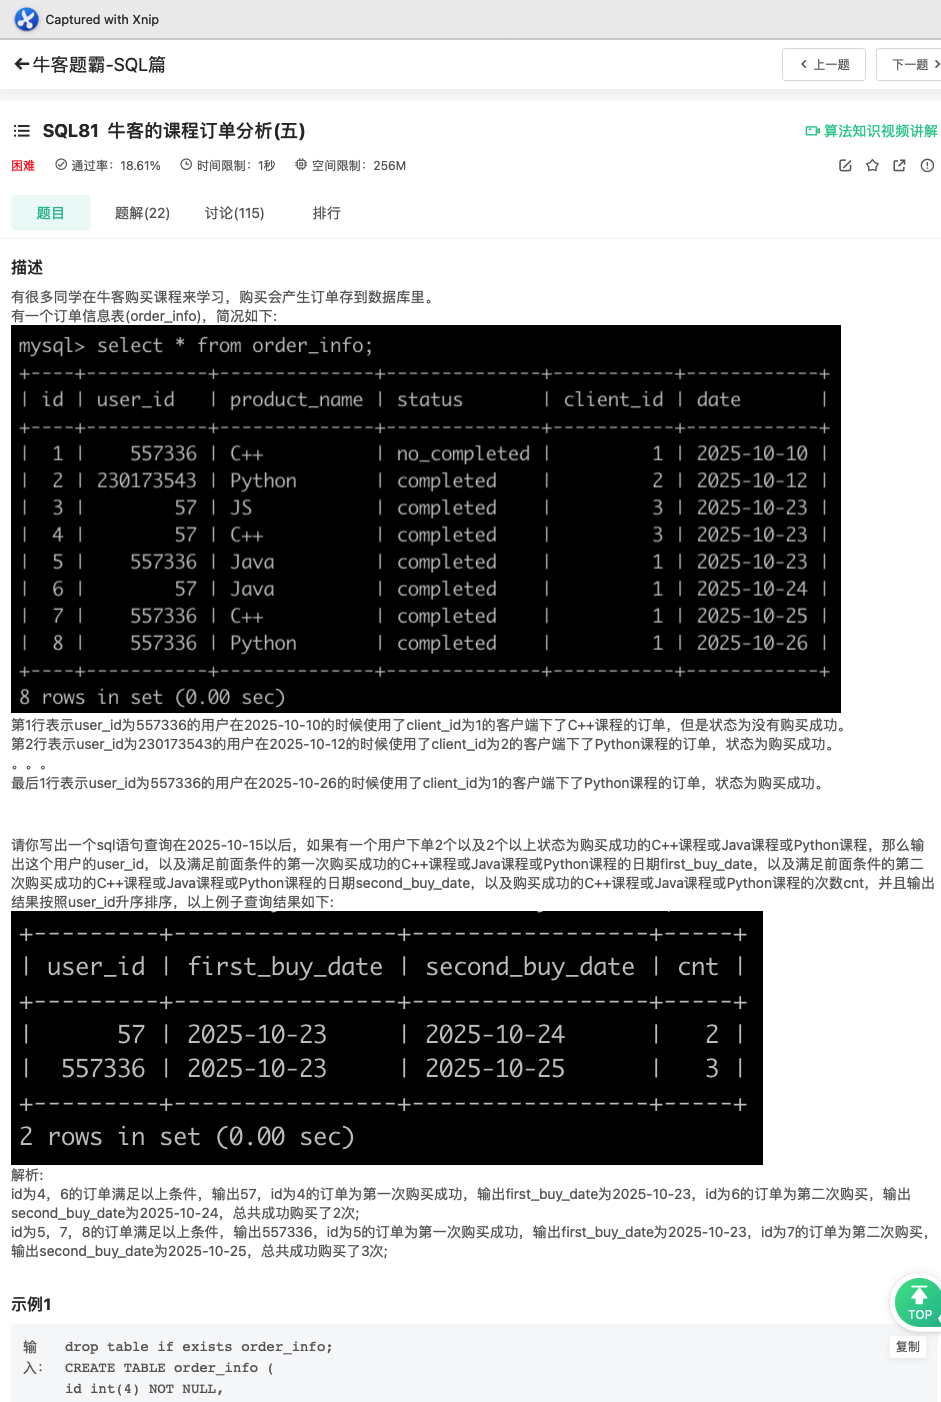 Captured with Xnip
牛客题霸-SQL篇
上一题
下一题
SQL81 牛客的课程订单分析(五)
算法知识视频讲解
困难 通过率：18.61% 时间限制：1秒 空间限制：256M
题目 题解(22) 讨论(115) 排行
描述
有很多同学在牛客购买课程来学习，购买会产生订单存到数据库里。
有一个订单信息表(order_info)，简况如下:
mysql> select * from order_info;
+----+-----------+--------------+--------------+-----------+------------+
| id | user_id | product_name | status | client_id | date |
+----+-----------+--------------+--------------+-----------+------------+
| 1 | 557336 | C++ | no_completed | 1 | 2025-10-10 |
| 2 | 230173543 | Python | completed | 2 | 2025-10-12 |
| 3 | 57 | JS | completed | 3 | 2025-10-23 |
| 4 | 57 | C++ | completed | 3 | 2025-10-23 |
| 5 | 557336 | Java | completed | 1 | 2025-10-23 |
| 6 | 57 | Java | completed | 1 | 2025-10-24 |
| 7 | 557336 | C++ | completed | 1 | 2025-10-25 |
| 8 | 557336 | Python | completed | 1 | 2025-10-26 |
+----+-----------+--------------+--------------+-----------+------------+
8 rows in set (0.00 sec)
第1行表示user_id为557336的用户在2025-10-10的时候使用了client_id为1的客户端下了C++课程的订单，但是状态为没有购买成功。
第2行表示user_id为230173543的用户在2025-10-12的时候使用了client_id为2的客户端下了Python课程的订单，状态为购买成功。
。。。
最后1行表示user_id为557336的用户在2025-10-26的时候使用了client_id为1的客户端下了Python课程的订单，状态为购买成功。
请你写出一个sql语句查询在2025-10-15以后，如果有一个用户下单2个以及2个以上状态为购买成功的C++课程或Java课程或Python课程，那么输
出这个用户的user_id，以及满足前面条件的第一次购买成功的C++课程或Java课程或Python课程的日期first_buy_date，以及满足前面条件的第二
次购买成功的C++课程或Java课程或Python课程的日期second_buy_date，以及购买成功的C++课程或Java课程或Python课程的次数cnt，并且输出
结果按照user_id升序排序，以上例子查询结果如下:
+---------+----------------+-----------------+-----+
| user_id | first_buy_date | second_buy_date | cnt |
+---------+----------------+-----------------+-----+
| 57 | 2025-10-23 | 2025-10-24 | 2 |
| 557336 | 2025-10-23 | 2025-10-25 | 3 |
+---------+----------------+-----------------+-----+
2 rows in set (0.00 sec)
解析:
id为4，6的订单满足以上条件，输出57，id为4的订单为第一次购买成功，输出first_buy_date为2025-10-23，id为6的订单为第二次购买，输出
second_buy_date为2025-10-24，总共成功购买了2次;
id为5，7，8的订单满足以上条件，输出557336，id为5的订单为第一次购买成功，输出first_buy_date为2025-10-23，id为7的订单为第二次购买，
输出second_buy_date为2025-10-25，总共成功购买了3次;
示例1
TOP
复制
输入： drop table if exists order_info;
CREATE TABLE order_info (
id int(4) NOT NULL,